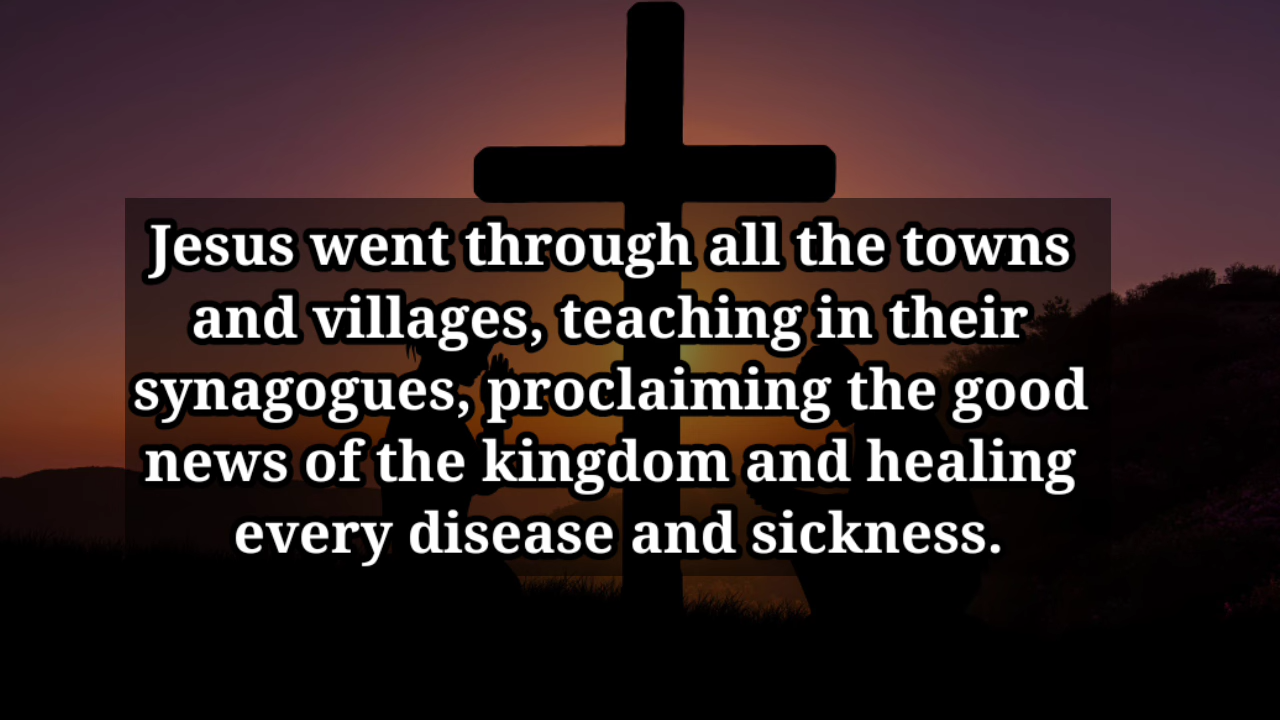 Jesus went through all the towns
and villages, teaching in their
synagogues, proclaiming the good
news of the kingdom and healing
every disease and sickness.